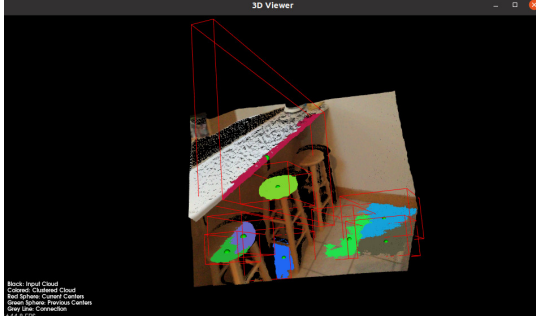 3D Viewer
Black: Input Cloud
Colored: Clustered Cloud
Red Sphere: Current Centers
Green Sphere: Previous Centers
Grey Line: Connection
FPS